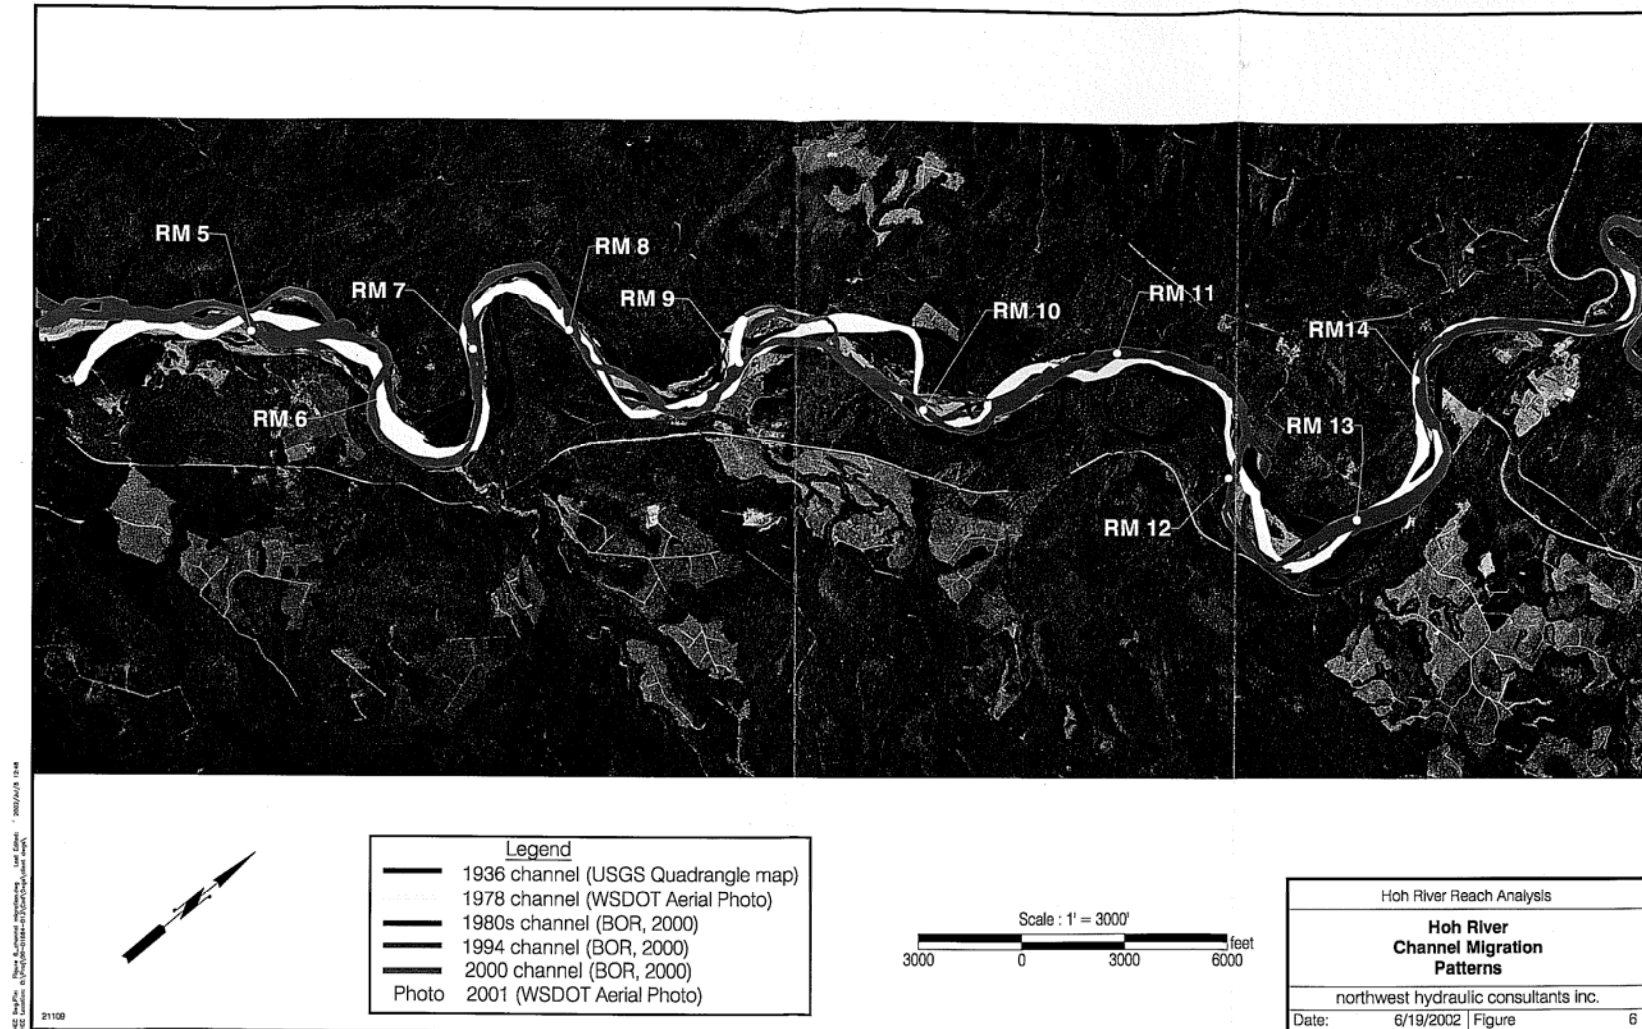 RM 5
RM 8
RM 7
RM 9
RM 11
RM 10
RM14
RM 6
RM 13
RM 12
Legend
1936 channel (USGS Quadrangle map)
1978 channel (WSDOT Aerial Photo)
1980s channel (BOR, 2000)
1994 channel (BOR, 2000)
2000 channel (BOR, 2000)
Photo 2001 (WSDOT Aerial Photo)
Scale : 1' = 3000'
feet
3000 0 3000 6000
Hoh River Reach Analysis
Hoh River
Channel Migration
Patterns
northwest hydraulic consultants inc.
Date: 6/19/2002 Figure 6
21109